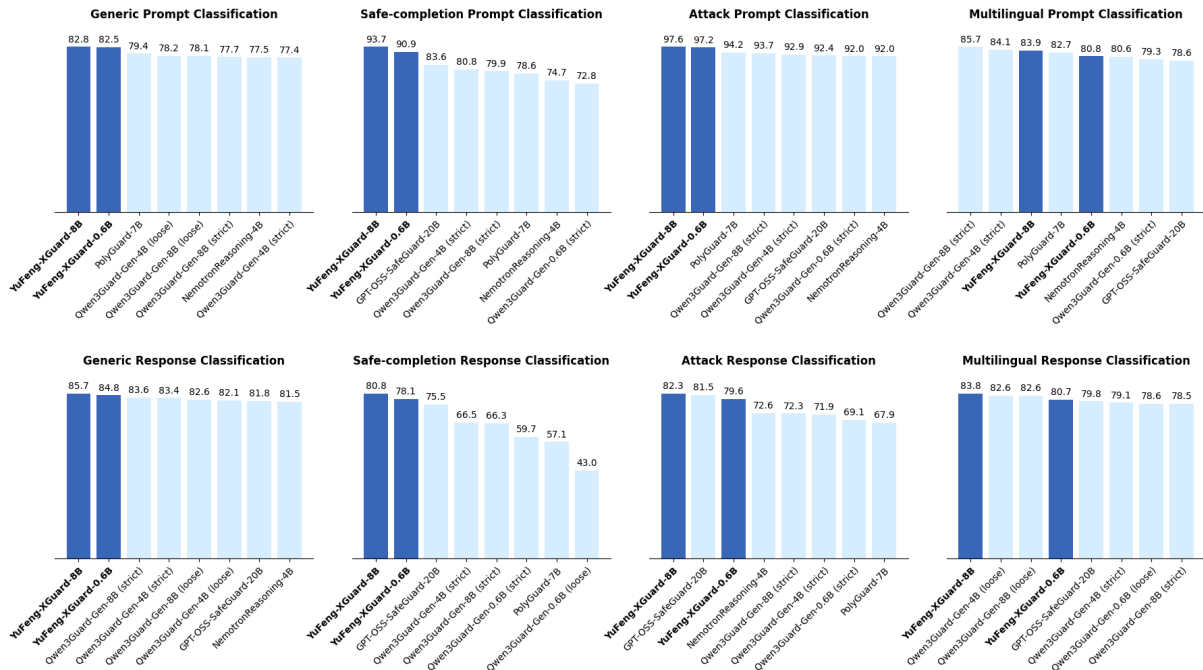 Generic Prompt Classification
82.8 82.5 79.4 78.2 78.1 77.7 77.5 77.4
YuFeng-XGuard-8B
YuFeng-XGuard-0.6B
PolyGuard-7B
Qwen3Guard-Gen-4B (loose)
Qwen3Guard-Gen-8B (loose)
Qwen3Guard-Gen-8B (strict)
NemotronReasoning-4B
Qwen3Guard-Gen-4B (strict)
Safe-completion Prompt Classification
93.7 90.9 83.6 80.8 79.9 78.6 74.7 72.8
YuFeng-XGuard-8B
YuFeng-XGuard-0.6B
GPT-OSS-SafeGuard-20B
Qwen3Guard-Gen-4B (strict)
Qwen3Guard-Gen-8B (strict)
PolyGuard-7B
NemotronReasoning-4B
Qwen3Guard-Gen-0.6B (strict)
Attack Prompt Classification
97.6 97.2 94.2 93.7 92.9 92.4 92.0 92.0
YuFeng-XGuard-8B
YuFeng-XGuard-0.6B
PolyGuard-7B
Qwen3Guard-Gen-8B (strict)
Qwen3Guard-Gen-4B (strict)
GPT-OSS-SafeGuard-20B
Qwen3Guard-Gen-0.6B (strict)
NemotronReasoning-4B
Multilingual Prompt Classification
85.7 84.1 83.9 82.7 80.8 80.6 79.3 78.6
Qwen3Guard-Gen-8B (strict)
Qwen3Guard-Gen-4B (strict)
YuFeng-XGuard-8B
PolyGuard-7B
YuFeng-XGuard-0.6B
NemotronReasoning-4B
Qwen3Guard-Gen-0.6B (strict)
GPT-OSS-SafeGuard-20B
Generic Response Classification
85.7 84.8 83.6 83.4 82.6 82.1 81.8 81.5
YuFeng-XGuard-8B
YuFeng-XGuard-0.6B
Qwen3Guard-Gen-8B (strict)
Qwen3Guard-Gen-4B (strict)
Qwen3Guard-Gen-8B (loose)
Qwen3Guard-Gen-4B (loose)
GPT-OSS-SafeGuard-20B
NemotronReasoning-4B
Safe-completion Response Classification
80.8 78.1 75.5 66.5 66.3 59.7 57.1 43.0
YuFeng-XGuard-8B
YuFeng-XGuard-0.6B
GPT-OSS-SafeGuard-20B
Qwen3Guard-Gen-4B (strict)
Qwen3Guard-Gen-8B (strict)
Qwen3Guard-Gen-0.6B (strict)
PolyGuard-7B
Qwen3Guard-Gen-0.6B (loose)
Attack Response Classification
82.3 81.5 79.6 72.6 72.3 71.9 69.1 67.9
YuFeng-XGuard-8B
GPT-OSS-SafeGuard-20B
YuFeng-XGuard-0.6B
NemotronReasoning-4B
Qwen3Guard-Gen-8B (strict)
Qwen3Guard-Gen-4B (strict)
Qwen3Guard-Gen-0.6B (strict)
PolyGuard-7B
Multilingual Response Classification
83.8 82.6 82.6 80.7 79.8 79.1 78.6 78.5
YuFeng-XGuard-8B
Qwen3Guard-Gen-4B (loose)
Qwen3Guard-Gen-8B (loose)
YuFeng-XGuard-0.6B
GPT-OSS-SafeGuard-20B
Qwen3Guard-Gen-4B (strict)
Qwen3Guard-Gen-0.6B (loose)
Qwen3Guard-Gen-8B (strict)